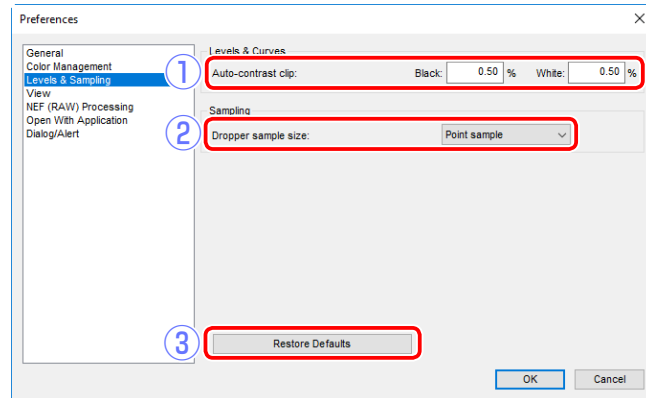 Preferences
General
Color Management
Levels & Sampling
View
NEF (RAW) Processing
Open With Application
Dialog/Alert
Levels & Curves
① Auto-contrast clip: Black: 0.50 % White: 0.50 %
Sampling
② Dropper sample size: Point sample
③ Restore Defaults
OK Cancel